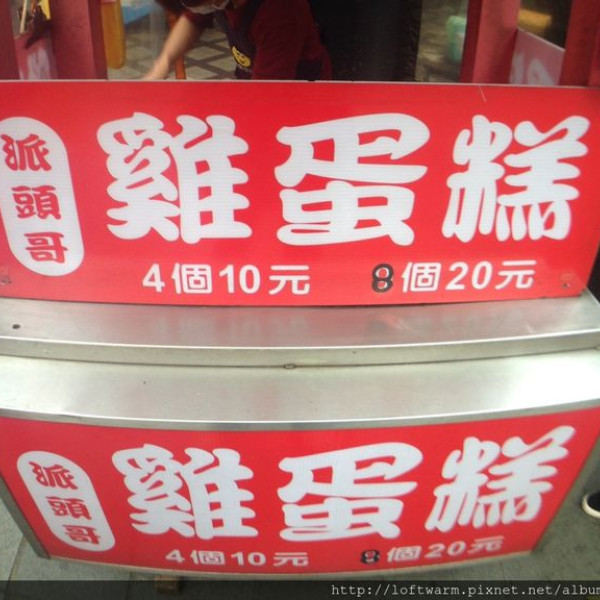 派頭哥
雞蛋糕
4個10元 8個20元
派頭哥
雞蛋糕
4個10元 8個20元
http://loftwarm.pixnet.net/album